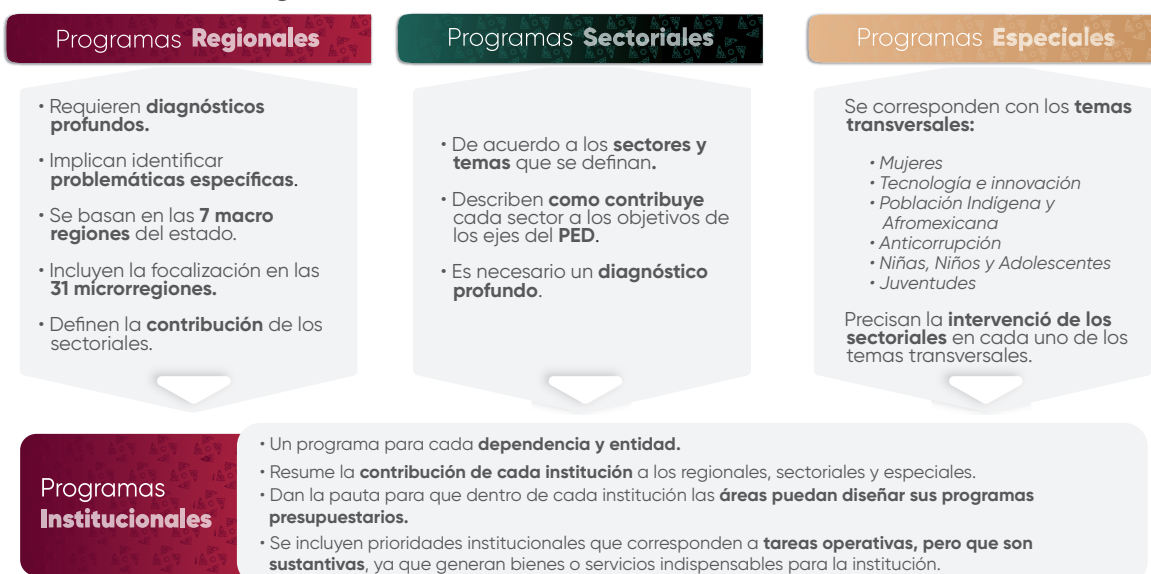 Programas Regionales
• Requieren diagnósticos
profundos.
• Implican identificar
problemáticas específicas.
• Se basan en las 7 macro
regiones del estado.
• Incluyen la focalización en las
31 microrregiones.
• Definen la contribución de los
sectoriales.
Programas Sectoriales
• De acuerdo a los sectores y
temas que se definan.
• Describen como contribuye
cada sector a los objetivos de
los ejes del PED.
• Es necesario un diagnóstico
profundo.
Programas Especiales
Se corresponden con los temas
transversales:
• Mujeres
• Tecnología e innovación
• Población Indígena y
Afromexicana
• Anticorrupción
• Niñas, Niños y Adolescentes
• Juventudes
Precisan la intervenció de los
sectoriales en cada uno de los
temas transversales.
Programas
Institucionales
• Un programa para cada dependencia y entidad.
• Resume la contribución de cada institución a los regionales, sectoriales y especiales.
• Dan la pauta para que dentro de cada institución las áreas puedan diseñar sus programas
presupuestarios.
• Se incluyen prioridades institucionales que corresponden a tareas operativas, pero que son
sustantivas, ya que generan bienes o servicios indispensables para la institución.